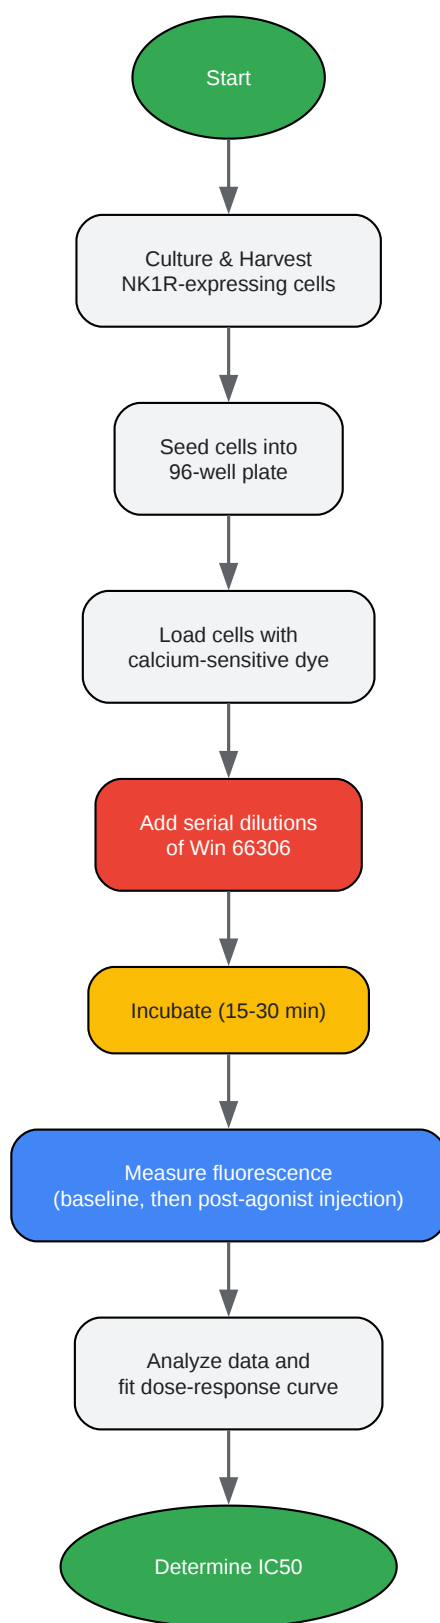 Start
Culture & Harvest
NK1R-expressing cells
Seed cells into
96-well plate
Load cells with
calcium-sensitive dye
Add serial dilutions
of Win 66306
Incubate (15-30 min)
Measure fluorescence
(baseline, then post-agonist injection)
Analyze data and
fit dose-response curve
Determine IC50